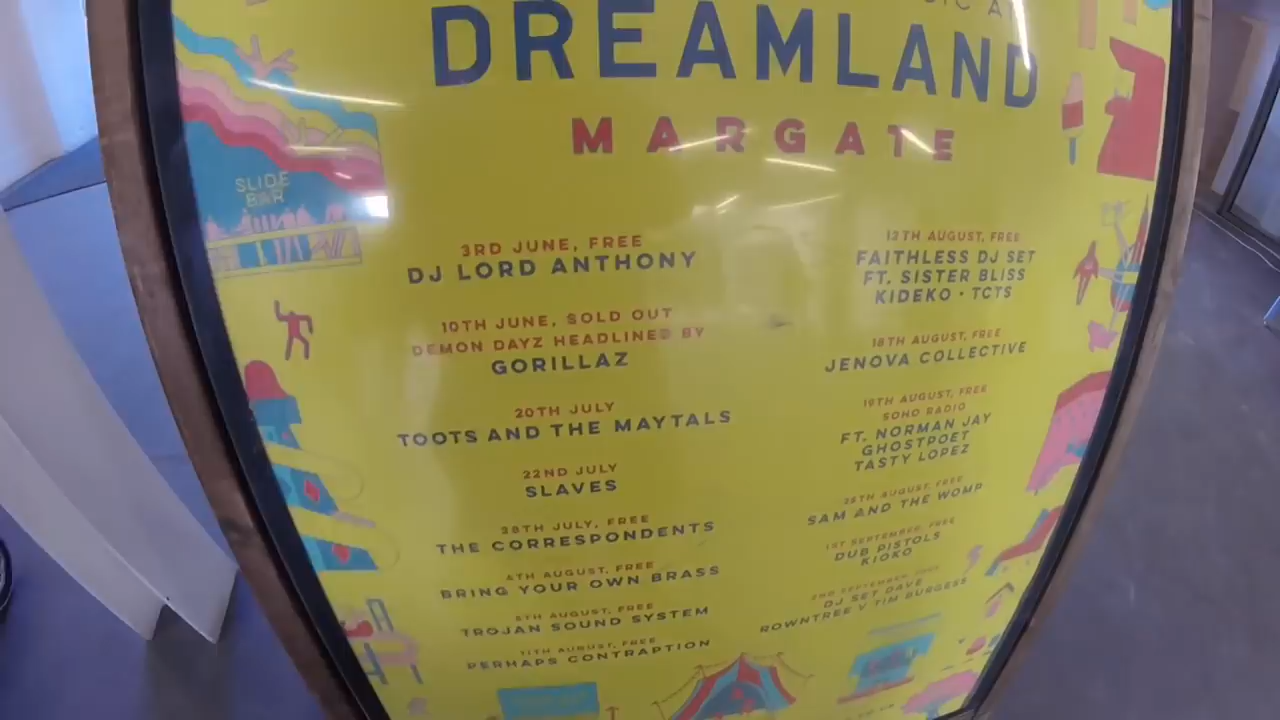 DREAMLAND
MARGATE
SLIDE
BAR
3RD JUNE, FREE
DJ LORD ANTHONY
10TH JUNE, SOLD OUT
DEMON DAYZ HEADLINED BY
GORILLAZ
20TH JULY
TOOTS AND THE MAYTALS
22ND JULY
SLAVES
28TH JULY, FREE
THE CORRESPONDENTS
4TH AUGUST, FREE
BRING YOUR OWN BRASS
5TH AUGUST, FREE
TROJAN SOUND SYSTEM
11TH AUGUST, FREE
PERHAPS CONTRAPTION
12TH AUGUST, FREE
FAITHLESS DJ SET
FT. SISTER BLISS
KIDEKO · TCTS
18TH AUGUST, FREE
JENOVA COLLECTIVE
19TH AUGUST, FREE
SOHO RADIO
FT. NORMAN JAY
GHOSTPOET
TASTY LOPEZ
AUGUST, FREE
SAM AND THE WOMP
1ST SEPTEMBER, FREE
DUB PISTOLS
KIOKO
2ND SEPTEMBER, FREE
DJ SET DAVE
ROWNTREE V TIM BURGESS